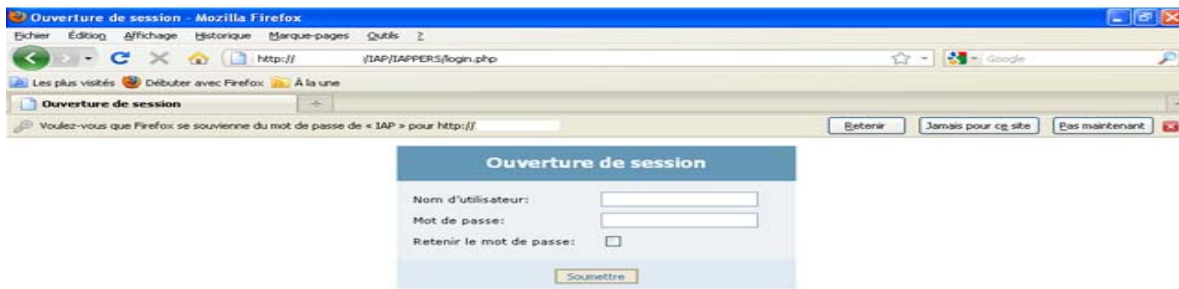 Ouverture de session - Mozilla Firefox
Fichier Édition Affichage Historique Marque-pages Outils ?
http:// /IAP/IAPPERS/login.php Google
Les plus visités Débuter avec Firefox À la une
Ouverture de session
Voulez-vous que Firefox se souvienne du mot de passe de « IAP » pour http:// Retenir Jamais pour ce site Pas maintenant
Ouverture de session
Nom d'utilisateur:
Mot de passe:
Retenir le mot de passe:
Soumettre